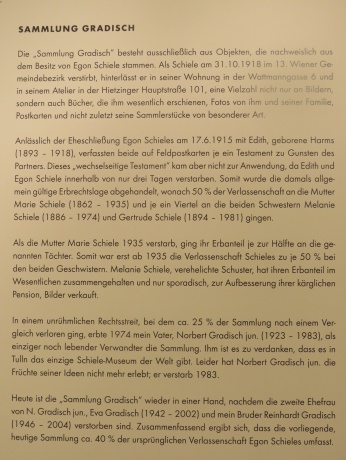 SAMMLUNG GRADISCH
Die „Sammlung Gradisch" besteht ausschließlich aus Objekten, die nachweislich aus
dem Besitz von Egon Schiele stammen. Als Schiele am 31.10.1918 im 13. Wiener Ge-
meindebezirk verstirbt, hinterlässt er in seiner Wohnung in der Wattmanngasse 6 und
in seinem Atelier in der Hietzinger Hauptstraße 101, eine Vielzahl nicht nur an Bildern,
sondern auch Bücher, die ihm wesentlich erschienen, Fotos von ihm und seiner Familie,
Postkarten und nicht zuletzt seine Sammlerstücke von besonderer Art.
Anlässlich der Eheschließung Egon Schieles am 17.6.1915 mit Edith, geborene Harms
(1893 - 1918), verfassten beide auf Feldpostkarten je ein Testament zu Gunsten des
Partners. Dieses „wechselseitige Testament" kam aber nicht zur Anwendung, da Edith und
Egon Schiele innerhalb von nur drei Tagen verstarben. Somit wurde die damals allge-
mein gültige Erbrechtslage abgehandelt, wonach 50 % der Verlassenschaft an die Mutter
Marie Schiele (1862 - 1935) und je ein Viertel an die beiden Schwestern Melanie
Schiele (1886 - 1974) und Gertrude Schiele (1894 - 1981) gingen.
Als die Mutter Marie Schiele 1935 verstarb, ging ihr Erbanteil je zur Hälfte an die ge-
nannten Töchter. Somit war erst ab 1935 die Verlassenschaft Schieles zu je 50 % bei
den beiden Geschwistern. Melanie Schiele, verehelichte Schuster, hat ihren Erbanteil im
Wesentlichen zusammengehalten und nur sporadisch, zur Aufbesserung ihrer kärglichen
Pension, Bilder verkauft.
In einem unrühmlichen Rechtsstreit, bei dem ca. 25 % der Sammlung nach einem Ver-
gleich verloren ging, erbte 1974 mein Vater, Norbert Gradisch jun. (1923 - 1983), als
einziger noch lebender Verwandter die Sammlung. Ihm ist es zu verdanken, dass es in
Tulln das einzige Schiele-Museum der Welt gibt. Leider hat Norbert Gradisch jun. die
Früchte seiner Ideen nicht mehr erlebt; er verstarb 1983.
Heute ist die „Sammlung Gradisch" wieder in einer Hand, nachdem die zweite Ehefrau
von N. Gradisch jun., Eva Gradisch (1942 - 2002) und mein Bruder Reinhardt Gradisch
(1946 - 2004) verstorben sind. Zusammenfassend ergibt sich, dass die vorliegende,
heutige Sammlung ca. 40 % der ursprünglichen Verlassenschaft Egon Schieles umfasst.